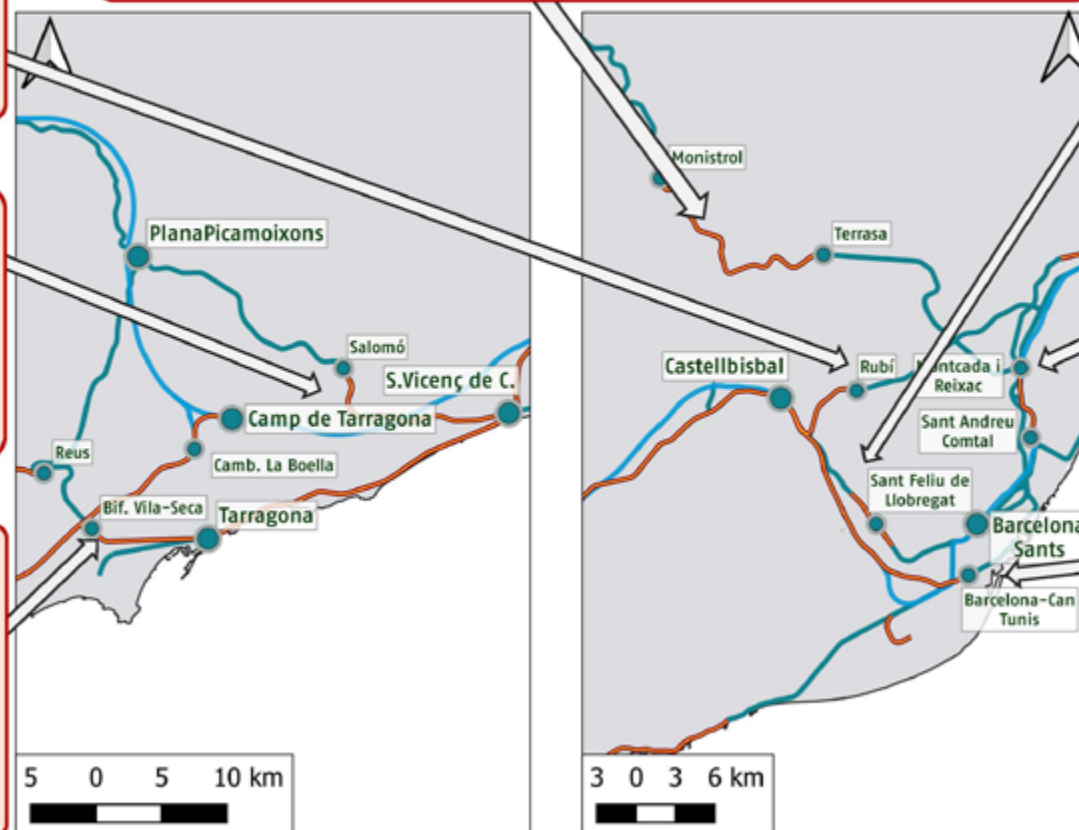 PlanaPicamoixons
Salomó
S.Vicenç de C.
Camp de Tarragona
Camb. La Boella
Reus
Bif. Vila-Seca
Tarragona
5 0 5 10 km
Monistrol
Terrasa
Castellbisbal
Rubí
Montcada i
Reixac
Sant Andreu
Comtal
Sant Feliu de
Llobregat
Barcelona
Sants
Barcelona-Can
Tunis
3 0 3 6 km